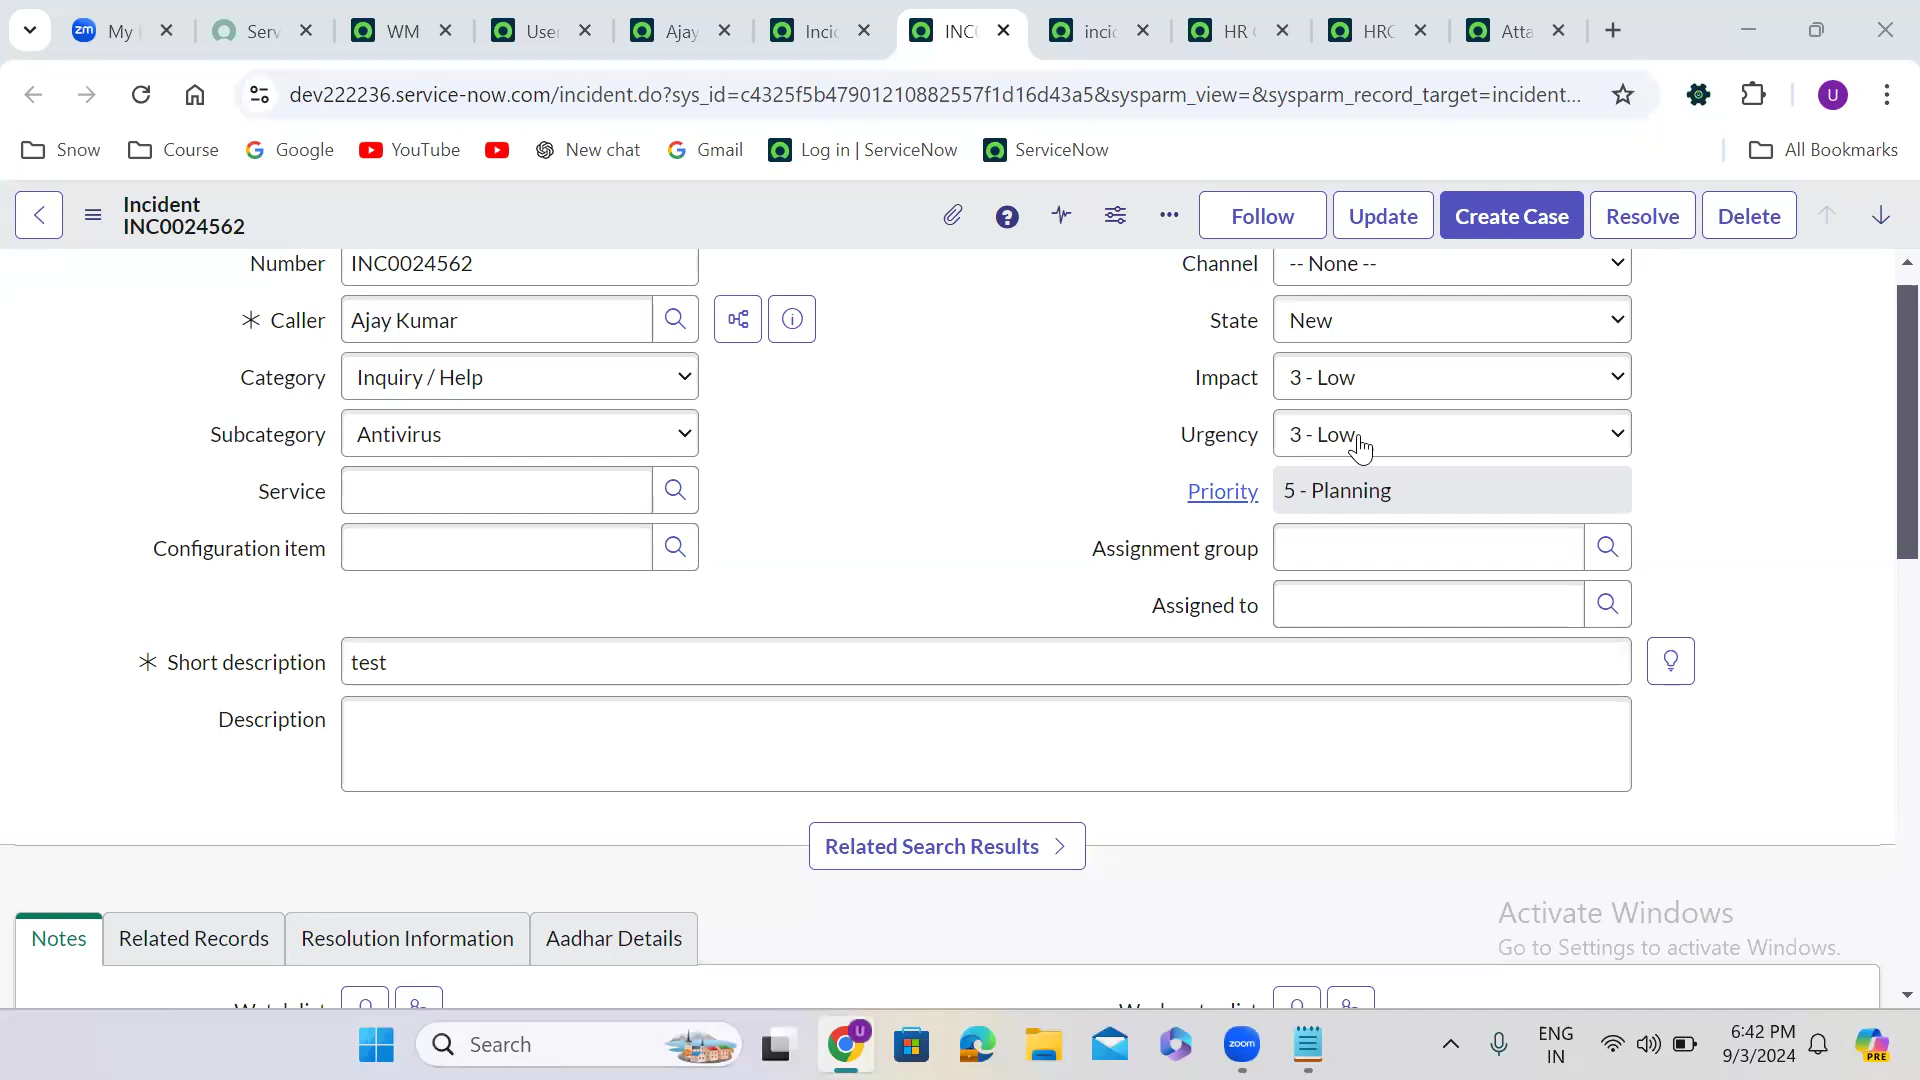 zm My Serv WM User Ajay Incid INC incid HR HRC Atta
dev222236.service-now.com/incident.do?sys_id=c4325f5b47901210882557f1d16d43a5&sysparm_view=&sysparm_record_target=incident... U
Snow Course Google YouTube New chat Gmail Log in | ServiceNow ServiceNow All Bookmarks
Incident
INC0024562
Follow Update Create Case Resolve Delete
Number INC0024562 Channel -- None --
Caller Ajay Kumar State New
Category Inquiry / Help Impact 3 - Low
Subcategory Antivirus Urgency 3 - Low
Service Priority 5 - Planning
Configuration item Assignment group
Assigned to
Short description test
Description
Related Search Results
Activate Windows
Go to Settings to activate Windows.
Notes Related Records Resolution Information Aadhar Details
Search U zoom ENG
IN 6:42 PM
9/3/2024 PRE